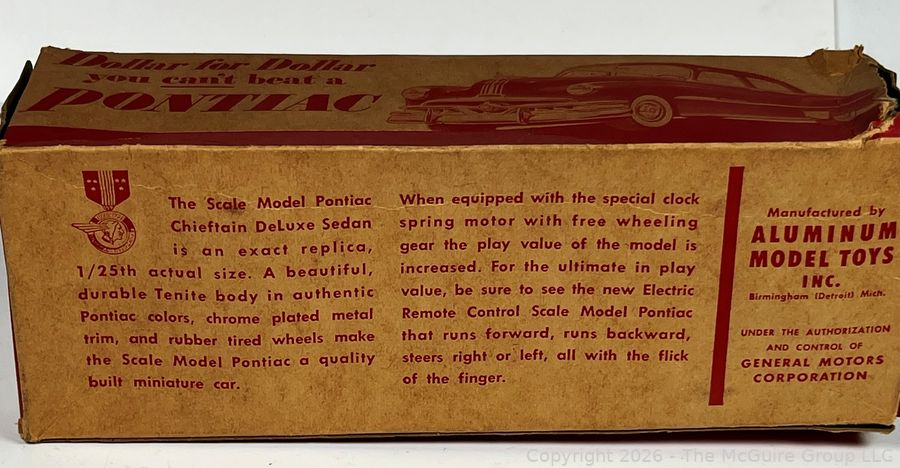 Dollar for Dollar
you can't beat a
PONTIAC
The Scale Model Pontiac
Chieftain DeLuxe Sedan
is an exact replica,
1/25th actual size. A beautiful,
durable Tenite body in authentic
Pontiac colors, chrome plated metal
trim, and rubber tired wheels make
the Scale Model Pontiac a quality
built miniature car.
When equipped with the special clock
spring motor with free wheeling
gear the play value of the model is
increased. For the ultimate in play
value, be sure to see the new Electric
Remote Control Scale Model Pontiac
that runs forward, runs backward,
steers right or left, all with the flick
of the finger.
Manufactured by
ALUMINUM
MODEL TOYS
INC.
Birmingham (Detroit) Mich.
UNDER THE AUTHORIZATION
AND CONTROL OF
GENERAL MOTORS
CORPORATION
Copyright 2026 - The McGuire Group LLC